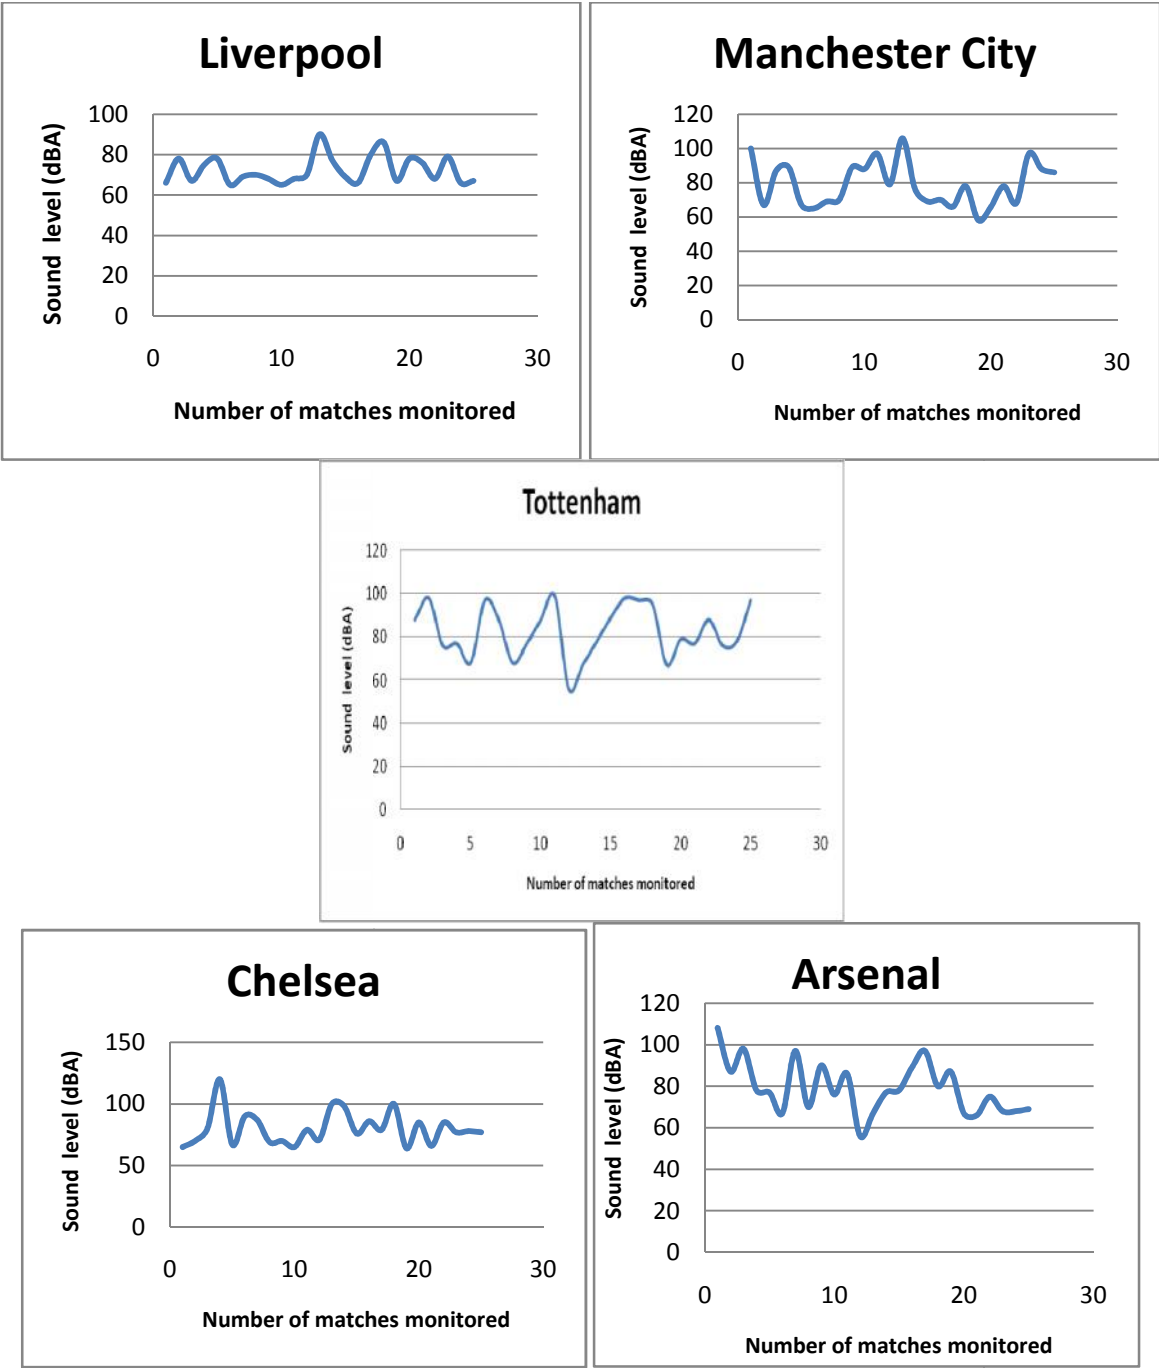 Liverpool
Sound level (dBA)
100
80
60
40
20
0
0 10 20 30
Number of matches monitored
Manchester City
Sound level (dBA)
120
100
80
60
40
20
0
0 10 20 30
Number of matches monitored
Tottenham
Sound level (dBA)
120
100
80
60
40
20
0
0 5 10 15 20 25 30
Number of matches monitored
Chelsea
Sound level (dBA)
150
100
50
0
0 10 20 30
Number of matches monitored
Arsenal
Sound level (dBA)
120
100
80
60
40
20
0
0 10 20 30
Number of matches monitored